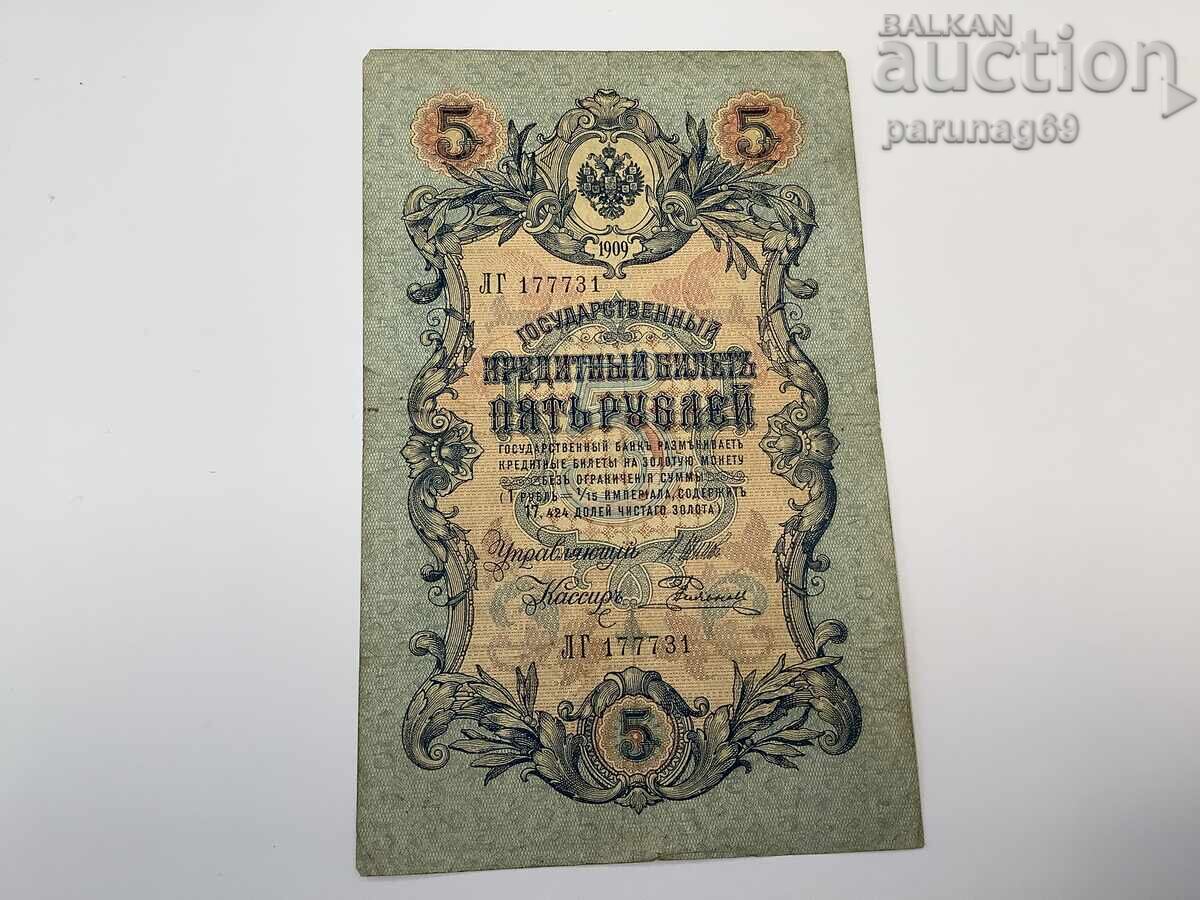 BALKAN
auction
parunag69
5 5
1909
ЛГ 177731
ГОСУДАРСТВЕННЫЙ
КРЕДИТНЫЙ БИЛЕТЪ
ПЯТЬ РУБЛЕЙ
ГОСУДАРСТВЕННЫЙ БАНКЪ РАЗМѢНИВАЕТЪ
КРЕДИТНЫЕ БИЛЕТЫ НА ЗОЛОТУЮ МОНЕТУ
БЕЗЪ ОГРАНИЧЕНІЯ СУММЫ
(1 РУБЛЬ = 1/15 ИМПЕРІАЛА, СОДЕРЖИТЪ
17,424 ДОЛЕЙ ЧИСТАГО ЗОЛОТА)
Управляющій
Кассиръ
ЛГ 177731
5